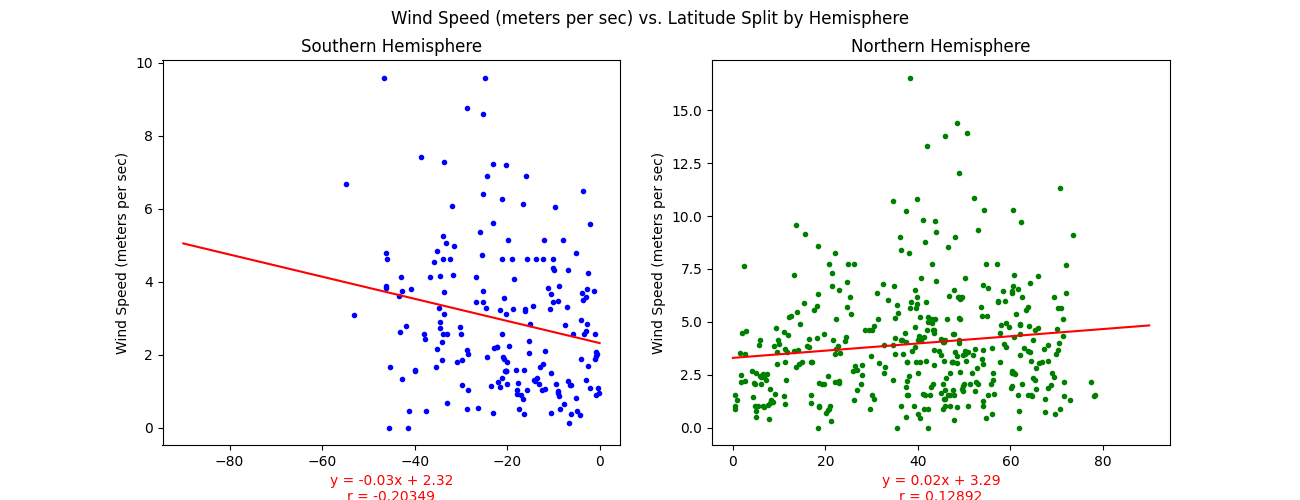 Wind Speed (meters per sec) vs. Latitude Split by Hemisphere
Southern Hemisphere
Wind Speed (meters per sec)
10
8
6
4
2
0
−80
−60
−40
−20
0
y = -0.03x + 2.32
r = -0.20349
Northern Hemisphere
Wind Speed (meters per sec)
15.0
12.5
10.0
7.5
5.0
2.5
0.0
0
20
40
60
80
y = 0.02x + 3.29
r = 0.12892